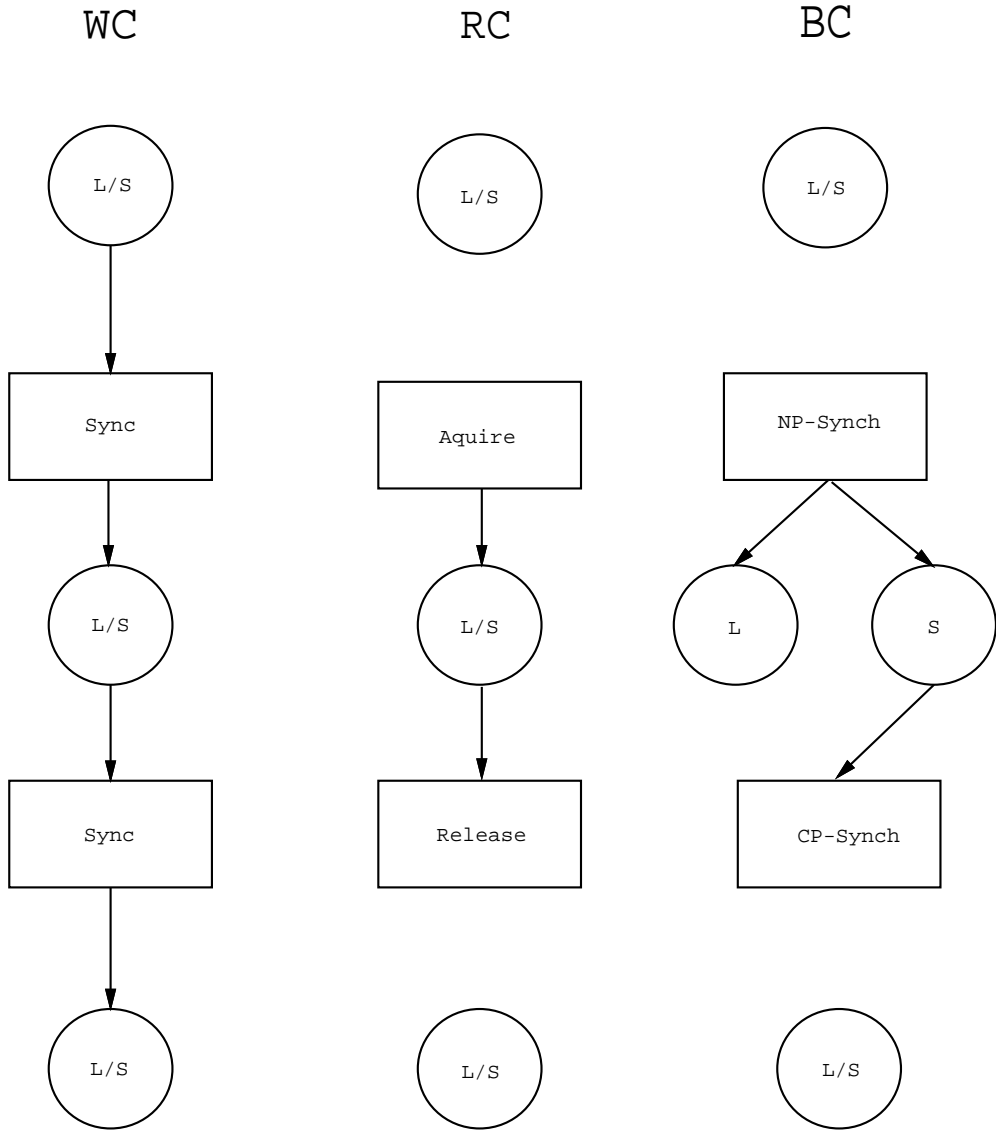 WC RC BC
L/S L/S L/S
Sync Aquire NP-Synch
L/S L/S L S
Sync Release CP-Synch
L/S L/S L/S